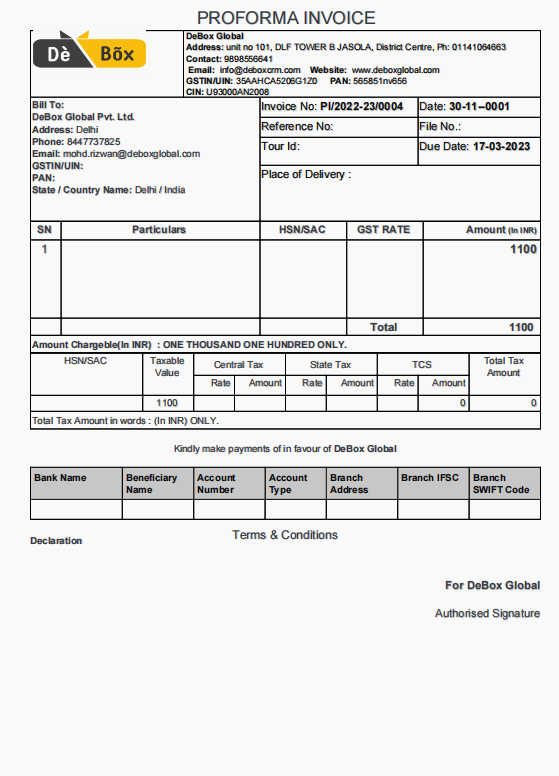 PROFORMA INVOICE
Dè Bõx
DeBox Global
Address: unit no 101, DLF TOWER B JASOLA, District Centre, Ph: 01141064663
Contact: 9898556641
Email: info@deboxcrm.com Website: www.deboxglobal.com
GSTIN/UIN: 35AAHCA5206G1Z0 PAN: 565851nv656
CIN: U93000AN2008
Bill To:
DeBox Global Pvt. Ltd.
Address: Delhi
Phone: 8447737825
Email: mohd.rizwan@deboxglobal.com
GSTIN/UIN:
PAN:
State / Country Name: Delhi / India
Invoice No: PI/2022-23/0004 Date: 30-11--0001
Reference No: File No.:
Tour Id: Due Date: 17-03-2023
Place of Delivery :
SN Particulars HSN/SAC GST RATE Amount (In INR)
1 1100
Total 1100
Amount Chargeble(In INR) : ONE THOUSAND ONE HUNDRED ONLY.
HSN/SAC Taxable Value Central Tax State Tax TCS Total Tax Amount
Rate Amount Rate Amount Rate Amount
1100 0 0
Total Tax Amount in words : (In INR) ONLY.
Kindly make payments of in favour of DeBox Global
Bank Name Beneficiary Name Account Number Account Type Branch Address Branch IFSC Branch SWIFT Code
Terms & Conditions
Declaration
For DeBox Global
Authorised Signature